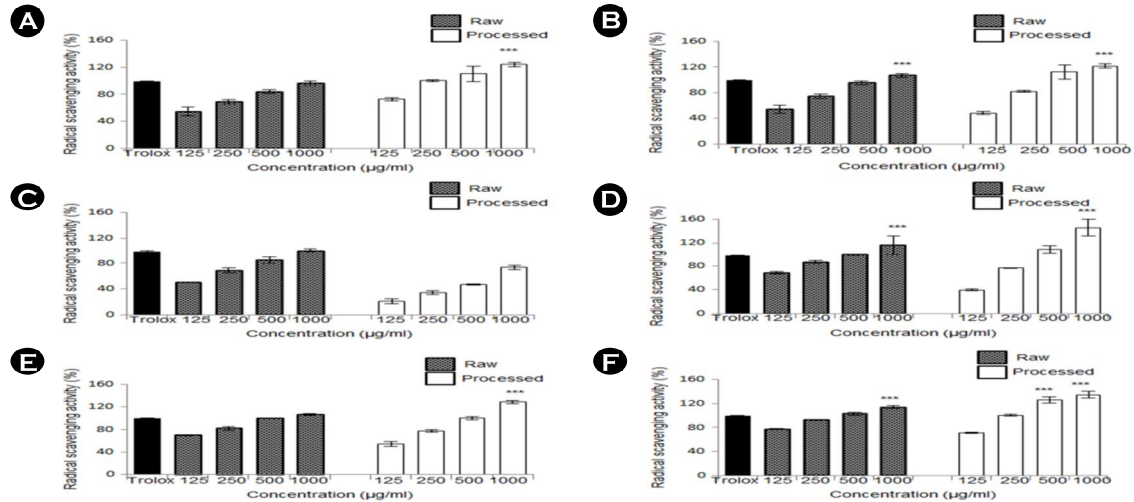 A
Raw
Processed
Radical scavenging activity (%)
160
120
80
40
0
***
Trolox 125 250 500 1000 125 250 500 1000
Concentration (µg/ml)
B
Raw
Processed
Radical scavenging activity (%)
160
120
80
40
0
*** ***
Trolox 125 250 500 1000 125 250 500 1000
Concentration (µg/ml)
C
Raw
Processed
Radical scavenging activity (%)
160
120
80
40
0
Trolox 125 250 500 1000 125 250 500 1000
Concentration (µg/ml)
D
Raw
Processed
Radical scavenging activity (%)
160
120
80
40
0
*** ***
Trolox 125 250 500 1000 125 250 500 1000
Concentration (µg/ml)
E
Raw
Processed
Radical scavenging activity (%)
160
120
80
40
0
***
Trolox 125 250 500 1000 125 250 500 1000
Concentration (µg/ml)
F
Raw
Processed
Radical scavenging activity (%)
160
120
80
40
0
*** *** ***
Trolox 125 250 500 1000 125 250 500 1000
Concentration (µg/ml)